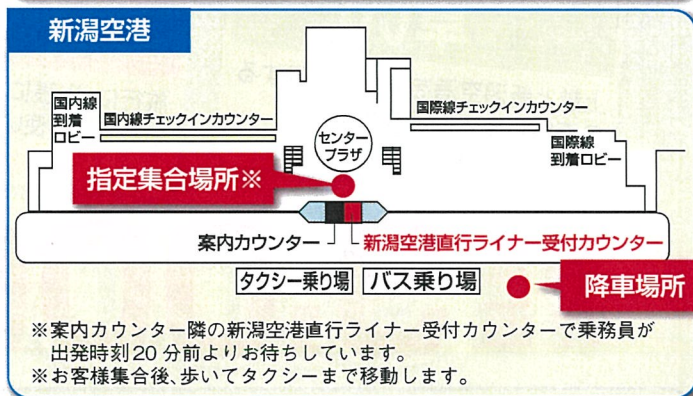 新潟空港
国内線
到着
ロビー
国内線チェックインカウンター
センター
プラザ
国際線チェックインカウンター
国際線
到着ロビー
指定集合場所※
案内カウンター
新潟空港直行ライナー受付カウンター
タクシー乗り場
バス乗り場
降車場所
※案内カウンター隣の新潟空港直行ライナー受付カウンターで乗務員が
出発時刻20分前よりお待ちしています。
※お客様集合後、歩いてタクシーまで移動します。